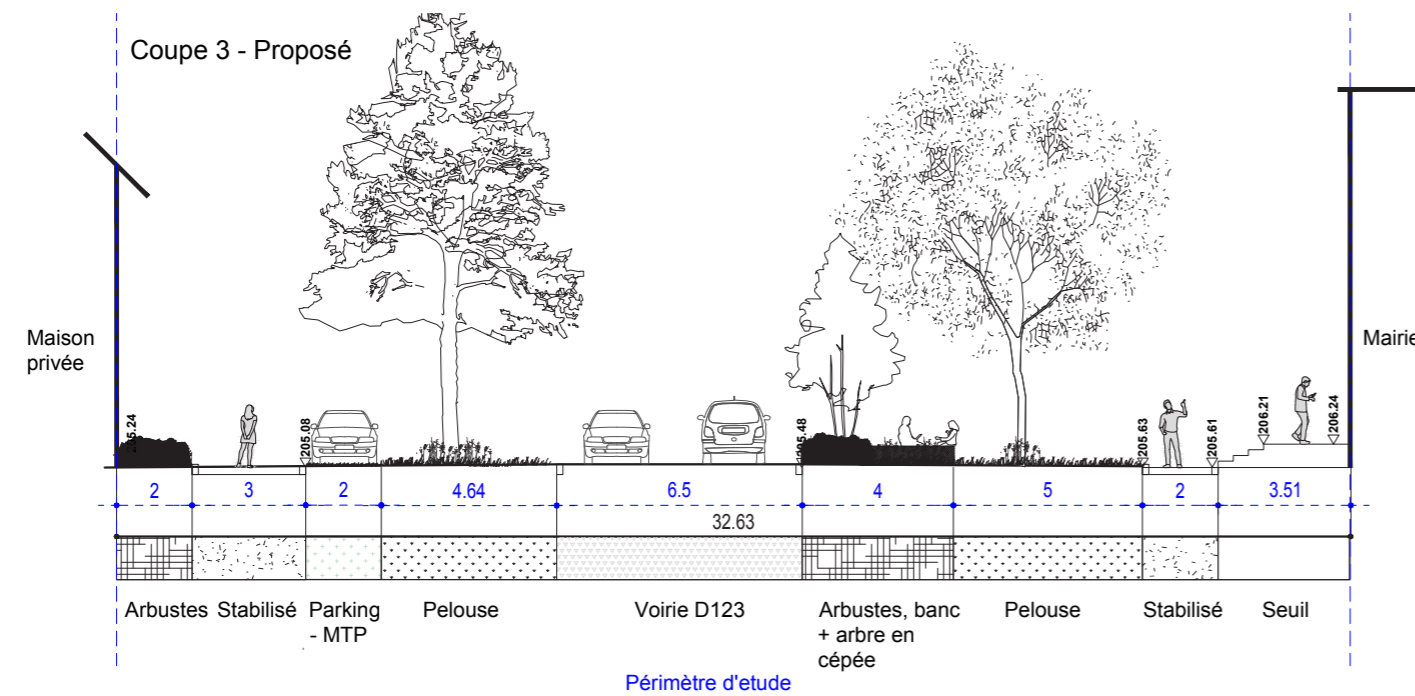 Coupe 3 - Proposé
Maison
privée
Mairie
205.24
205.08
205.48
205.63
205.61
206.21
206.24
2
3
2
4.64
6.5
4
5
2
3.51
32.63
Arbustes
Stabilisé
Parking
- MTP
Pelouse
Voirie D123
Arbustes, banc
+ arbre en
cépée
Pelouse
Stabilisé
Seuil
Périmètre d'etude